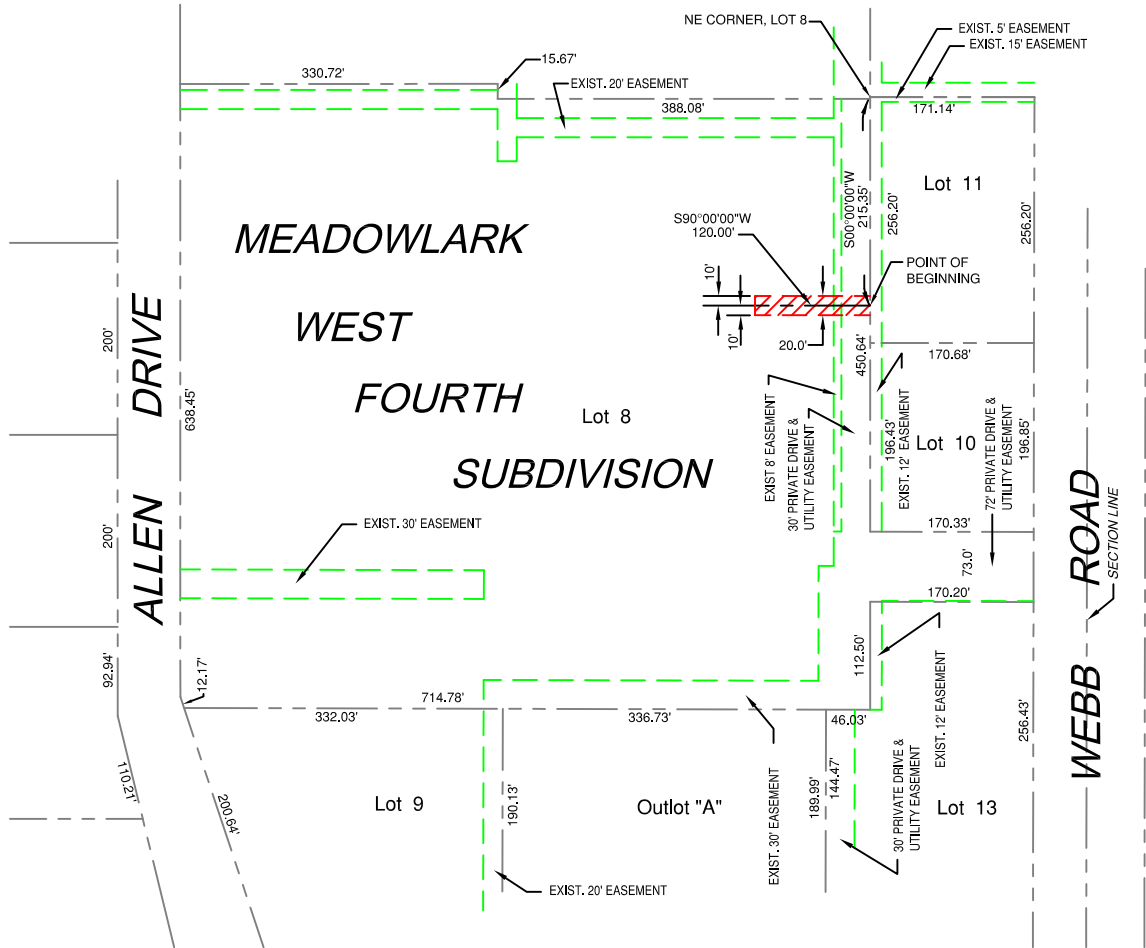 NE CORNER, LOT 8
EXIST. 5' EASEMENT
EXIST. 15' EASEMENT
15.67'
330.72'
EXIST. 20' EASEMENT
388.08'
171.14'
Lot 11
S00°00'00"W
215.35'
256.20'
256.20'
S90°00'00"W
120.00'
POINT OF
BEGINNING
10'
10'
20.0'
MEADOWLARK
WEST
FOURTH
SUBDIVISION
Lot 8
ALLEN DRIVE
200'
200'
92.94'
638.45'
450.64'
170.68'
EXIST 8' EASEMENT
30' PRIVATE DRIVE &
UTILITY EASEMENT
196.43'
EXIST. 12' EASEMENT
Lot 10
72' PRIVATE DRIVE &
UTILITY EASEMENT
196.85'
WEBB ROAD
SECTION LINE
EXIST. 30' EASEMENT
170.33'
73.0'
170.20'
12.17'
714.78'
112.50'
332.03'
336.73'
46.03'
EXIST. 12' EASEMENT
256.43'
110.21'
200.64'
Lot 9
190.13'
Outlot "A"
189.99'
144.47'
EXIST. 30' EASEMENT
30' PRIVATE DRIVE &
UTILITY EASEMENT
Lot 13
EXIST. 20' EASEMENT